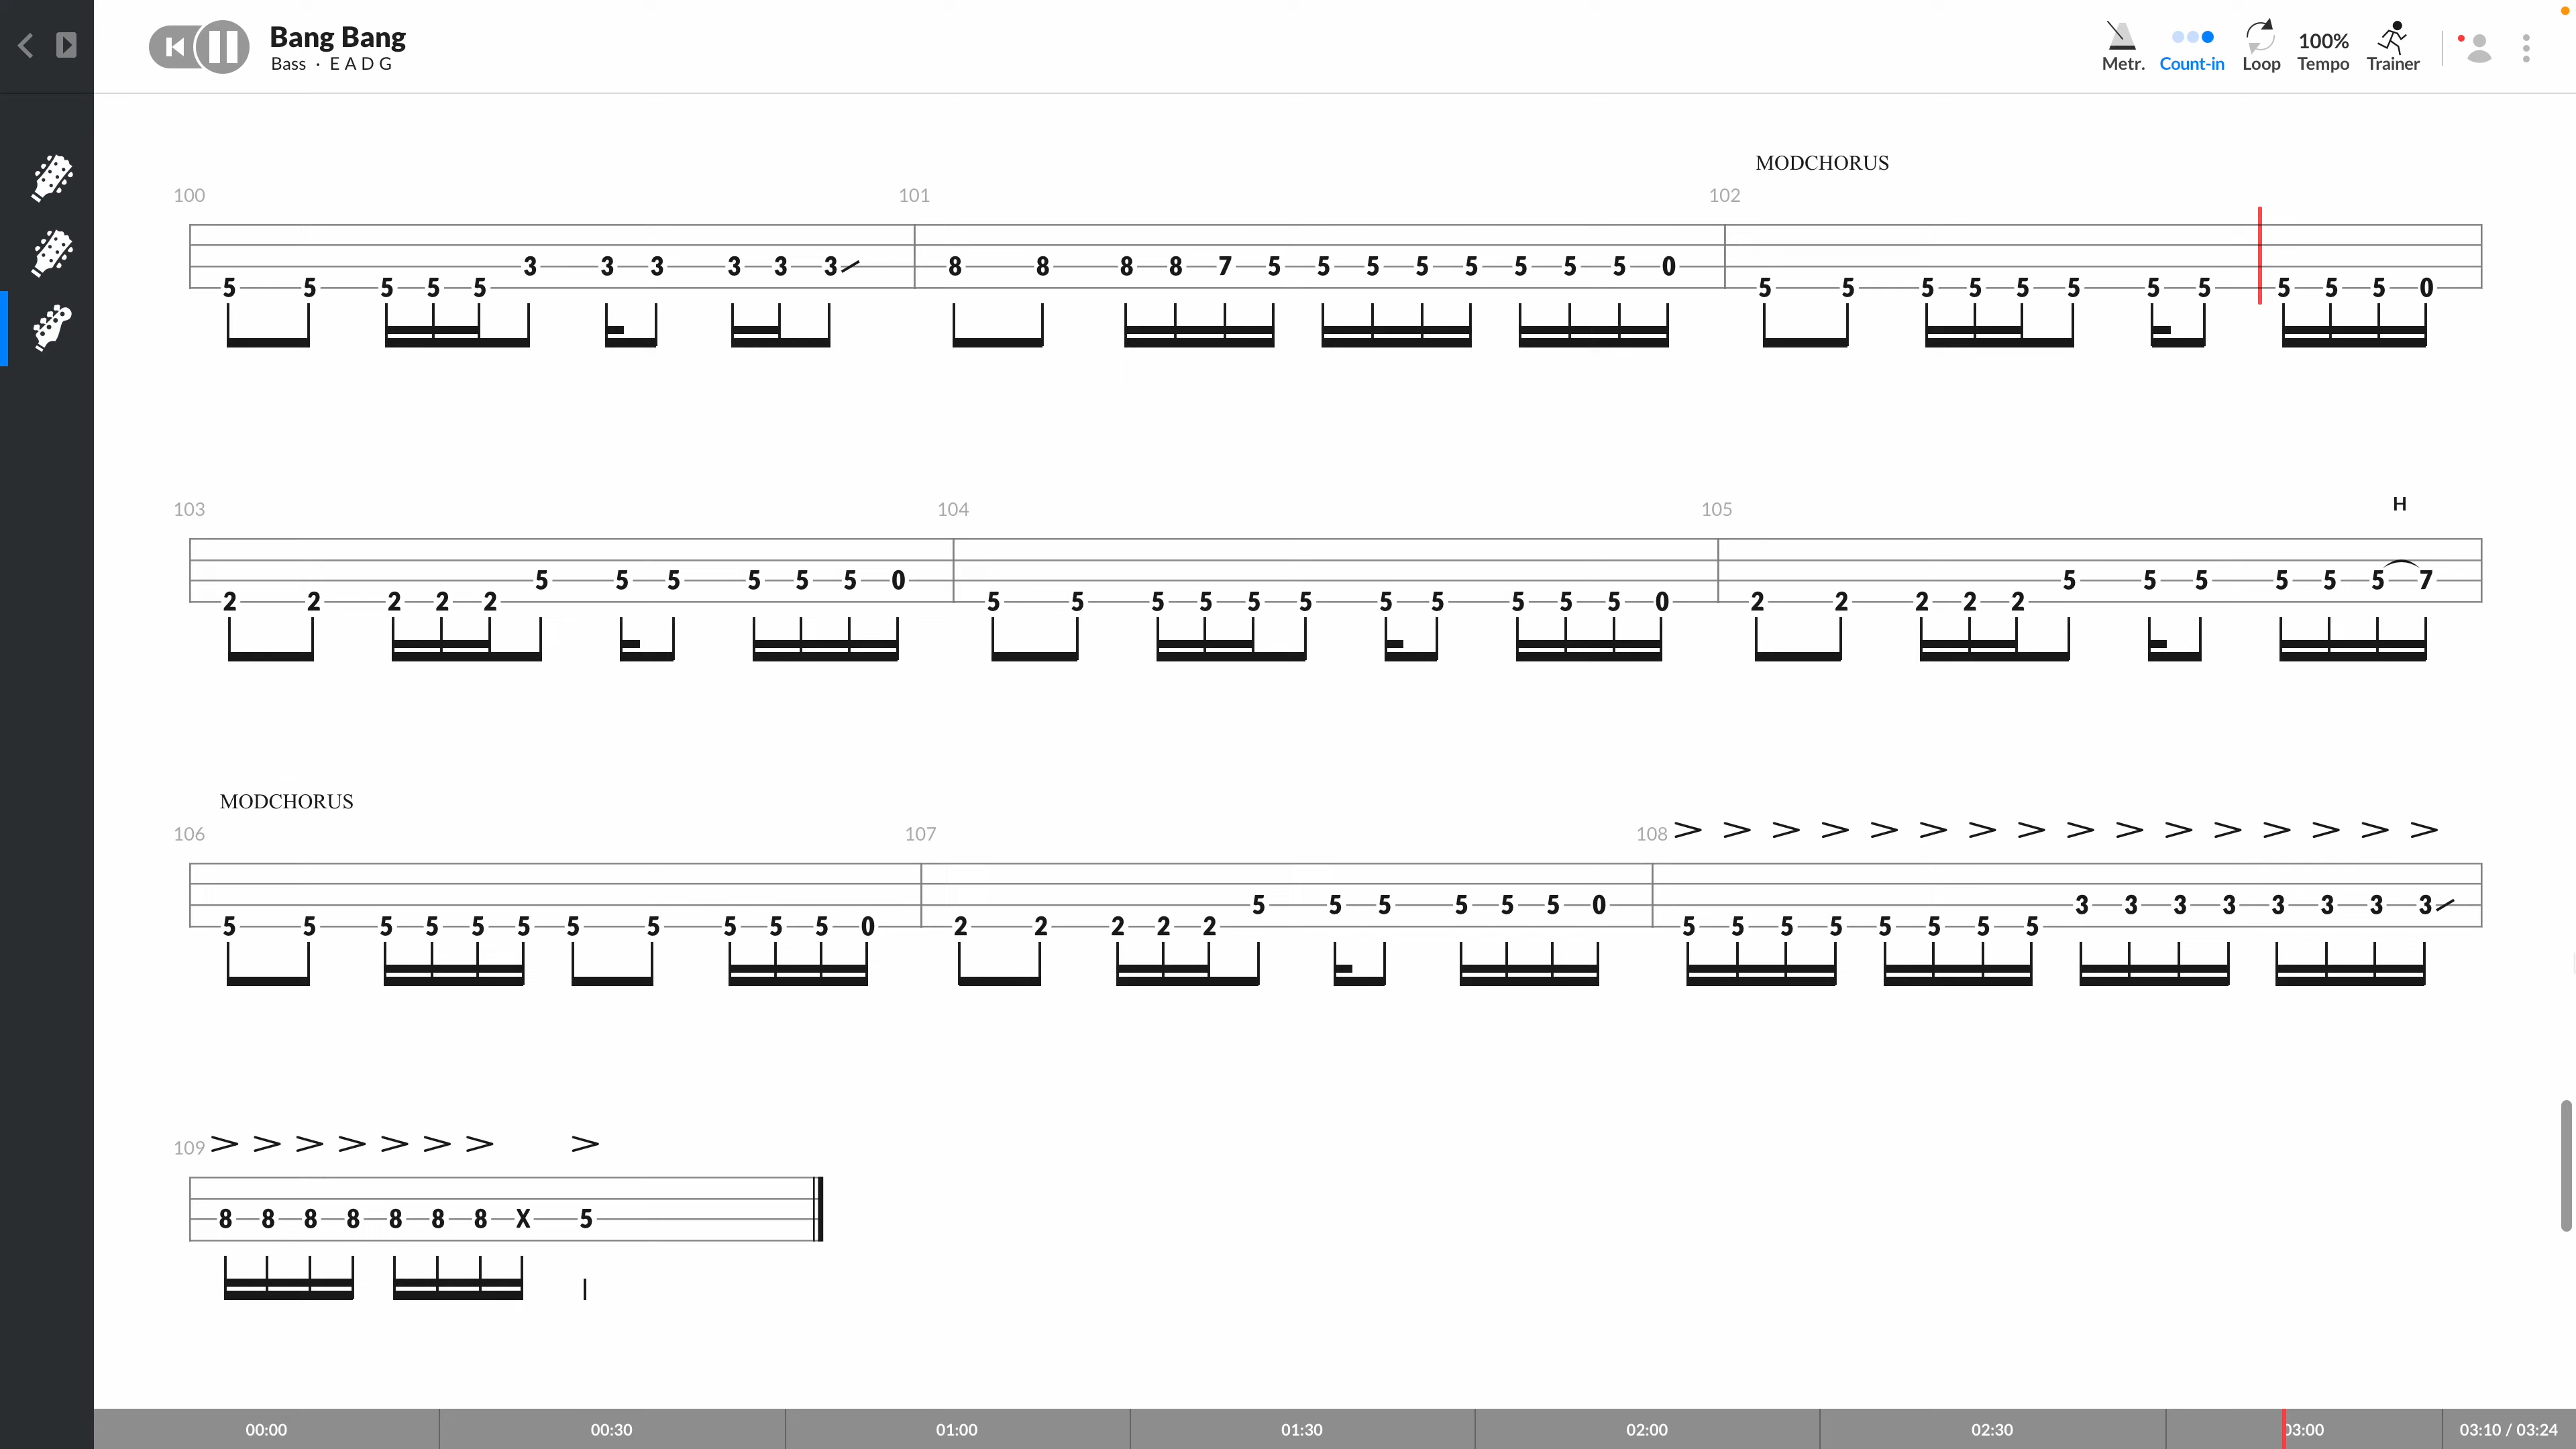 Bang Bang
Bass · E A D G
Metr.
Count-in
Loop
100%
Tempo
Trainer
MODCHORUS
100 101 102
5 5 5 5 5 3 3 3 3 3 3 8 8 8 8 7 5 5 5 5 5 5 5 5 0 5 5 5 5 5 5 5 5 5 5 5 0
H
103 104 105
2 2 2 2 2 5 5 5 5 5 5 0 5 5 5 5 5 5 5 5 5 5 5 0 2 2 2 2 2 5 5 5 5 5 5 7
MODCHORUS
106 107 108 > > > > > > > > > > > > > > > >
5 5 5 5 5 5 5 5 5 5 5 0 2 2 2 2 2 5 5 5 5 5 5 0 5 5 5 5 5 5 5 5 3 3 3 3 3 3 3 3
109 > > > > > > > >
8 8 8 8 8 8 8 X 5
00:00 00:30 01:00 01:30 02:00 02:30 03:00 03:10 / 03:24